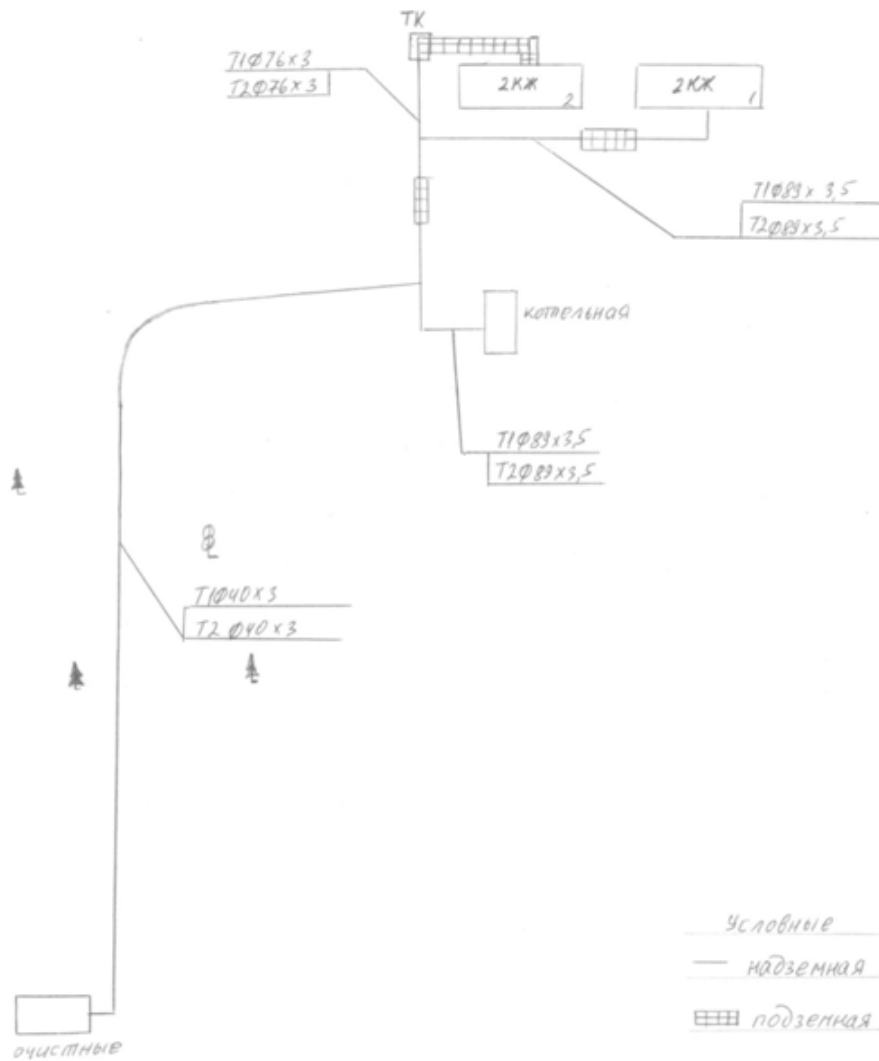 ТК
Т1Ф76х3
Т2Ф76х3
2КЖ
2
2КЖ
1
Т1Ф89х3,5
Т2Ф89х3,5
котельная
Т1Ф89х3,5
Т2Ф89х3,5
Т1Ф40х3
Т2 Ф40х3
Условные
надземная
подземная
очистные